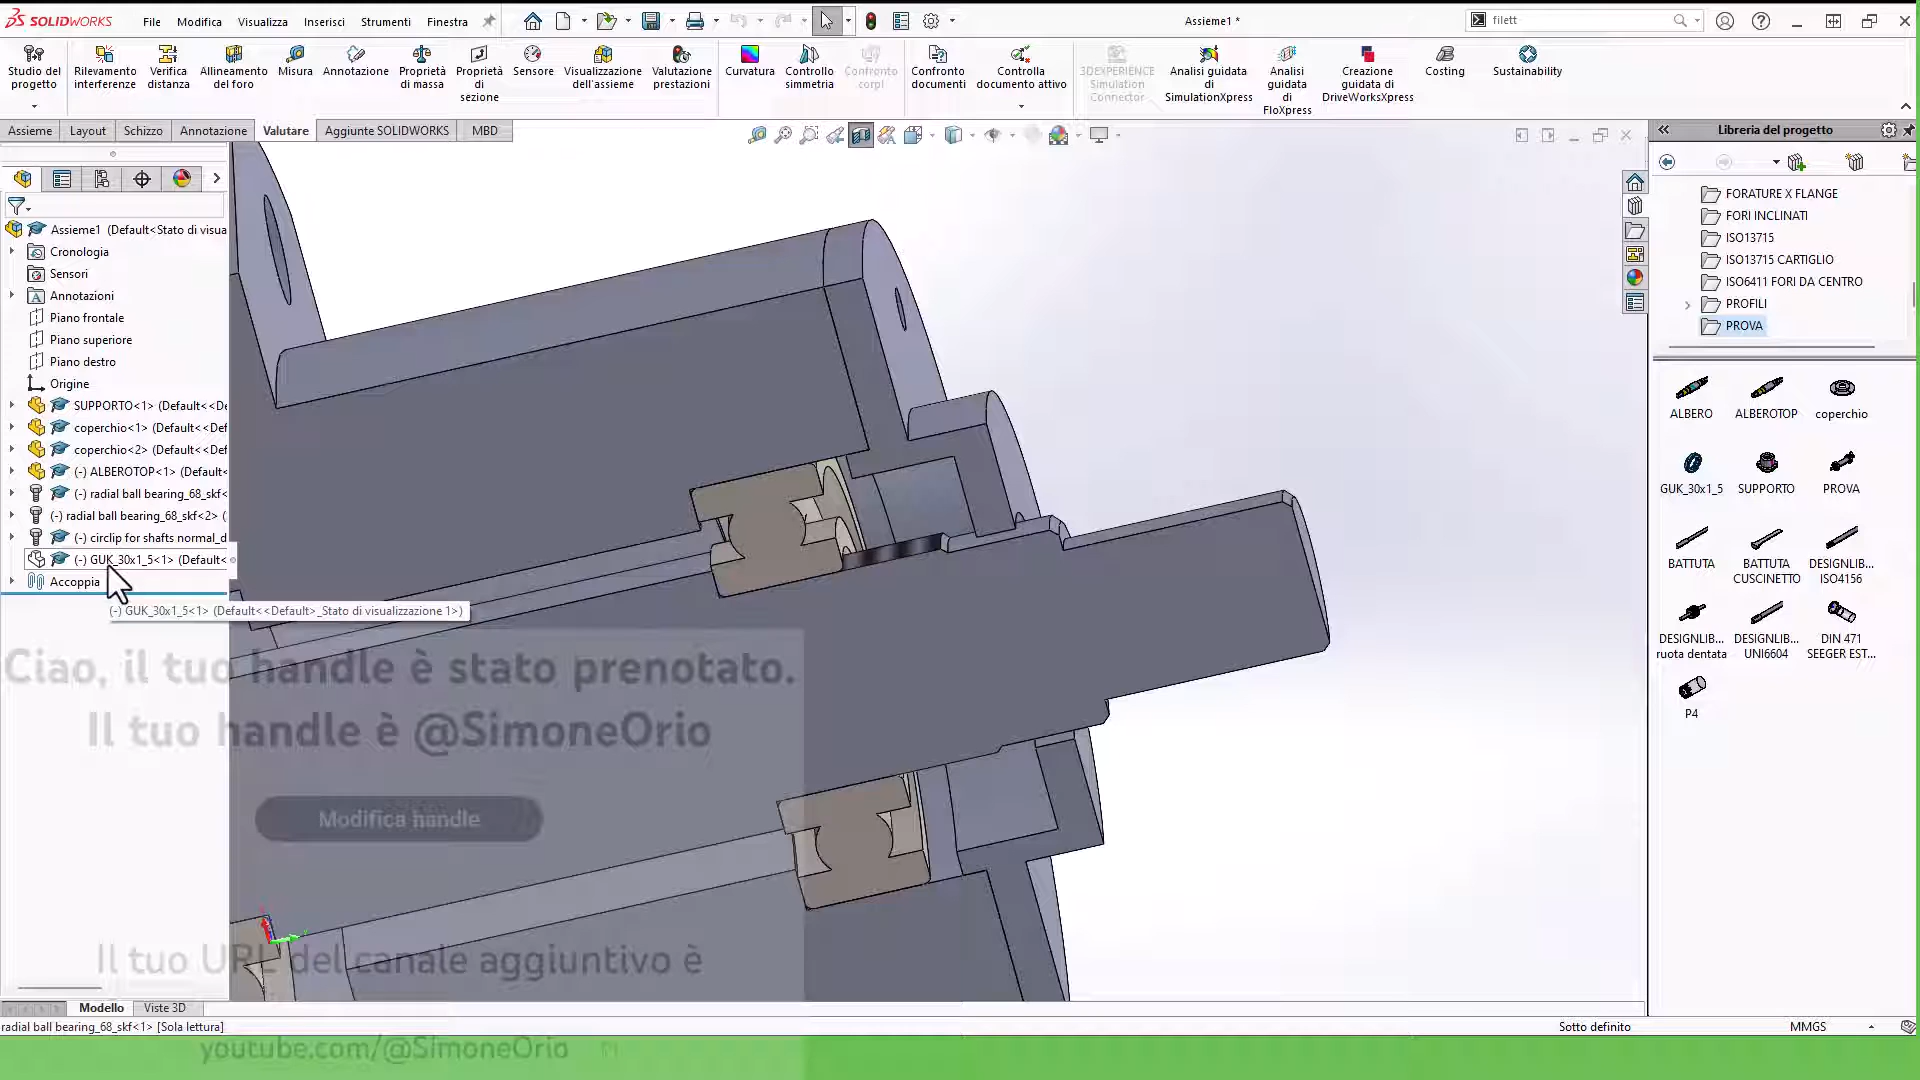 SOLIDWORKS
File Modifica Visualizza Inserisci Strumenti Finestra
Assieme1 *
filett
Studio del progetto
Rilevamento interferenze
Verifica distanza
Allineamento del foro
Misura
Annotazione
Proprietà di massa
Proprietà di sezione
Sensore
Visualizzazione dell'assieme
Valutazione prestazioni
Curvatura
Controllo simmetria
Confronto corpi
Confronto documenti
Controlla documento attivo
3DEXPERIENCE Simulation Connector
Analisi guidata di SimulationXpress
Analisi guidata di FloXpress
Creazione guidata di DriveWorksXpress
Costing
Sustainability
Assieme Layout Schizzo Annotazione Valutare Aggiunte SOLIDWORKS MBD
Assieme1 (Default<Stato di visua
Cronologia
Sensori
Annotazioni
Piano frontale
Piano superiore
Piano destro
Origine
SUPPORTO<1> (Default<<De
coperchio<1> (Default<<Def
coperchio<2> (Default<<Def
(-) ALBEROTOP<1> (Default<
(-) radial ball bearing_68_skf<
(-) radial ball bearing_68_skf<2> (
(-) circlip for shafts normal_d
(-) GUK_30x1_5<1> (Default<
Accoppia
(-) GUK_30x1_5<1> (Default<<Default>_Stato di visualizzazione 1>)
Ciao, il tuo handle è stato prenotato.
Il tuo handle è @SimoneOrio
Modifica handle
Il tuo URL del canale aggiuntivo è
youtube.com/@SimoneOrio
Modello Viste 3D
radial ball bearing_68_skf<1> [Sola lettura]
Sotto definito
MMGS
Libreria del progetto
FORATURE X FLANGE
FORI INCLINATI
ISO13715
ISO13715 CARTIGLIO
ISO6411 FORI DA CENTRO
PROFILI
PROVA
ALBERO ALBEROTOP coperchio
GUK_30x1_5 SUPPORTO PROVA
BATTUTA
BATTUTA CUSCINETTO
DESIGNLIB... ISO4156
DESIGNLIB... ruota dentata
DESIGNLIB... UNI6604
DIN 471 SEEGER EST...
P4